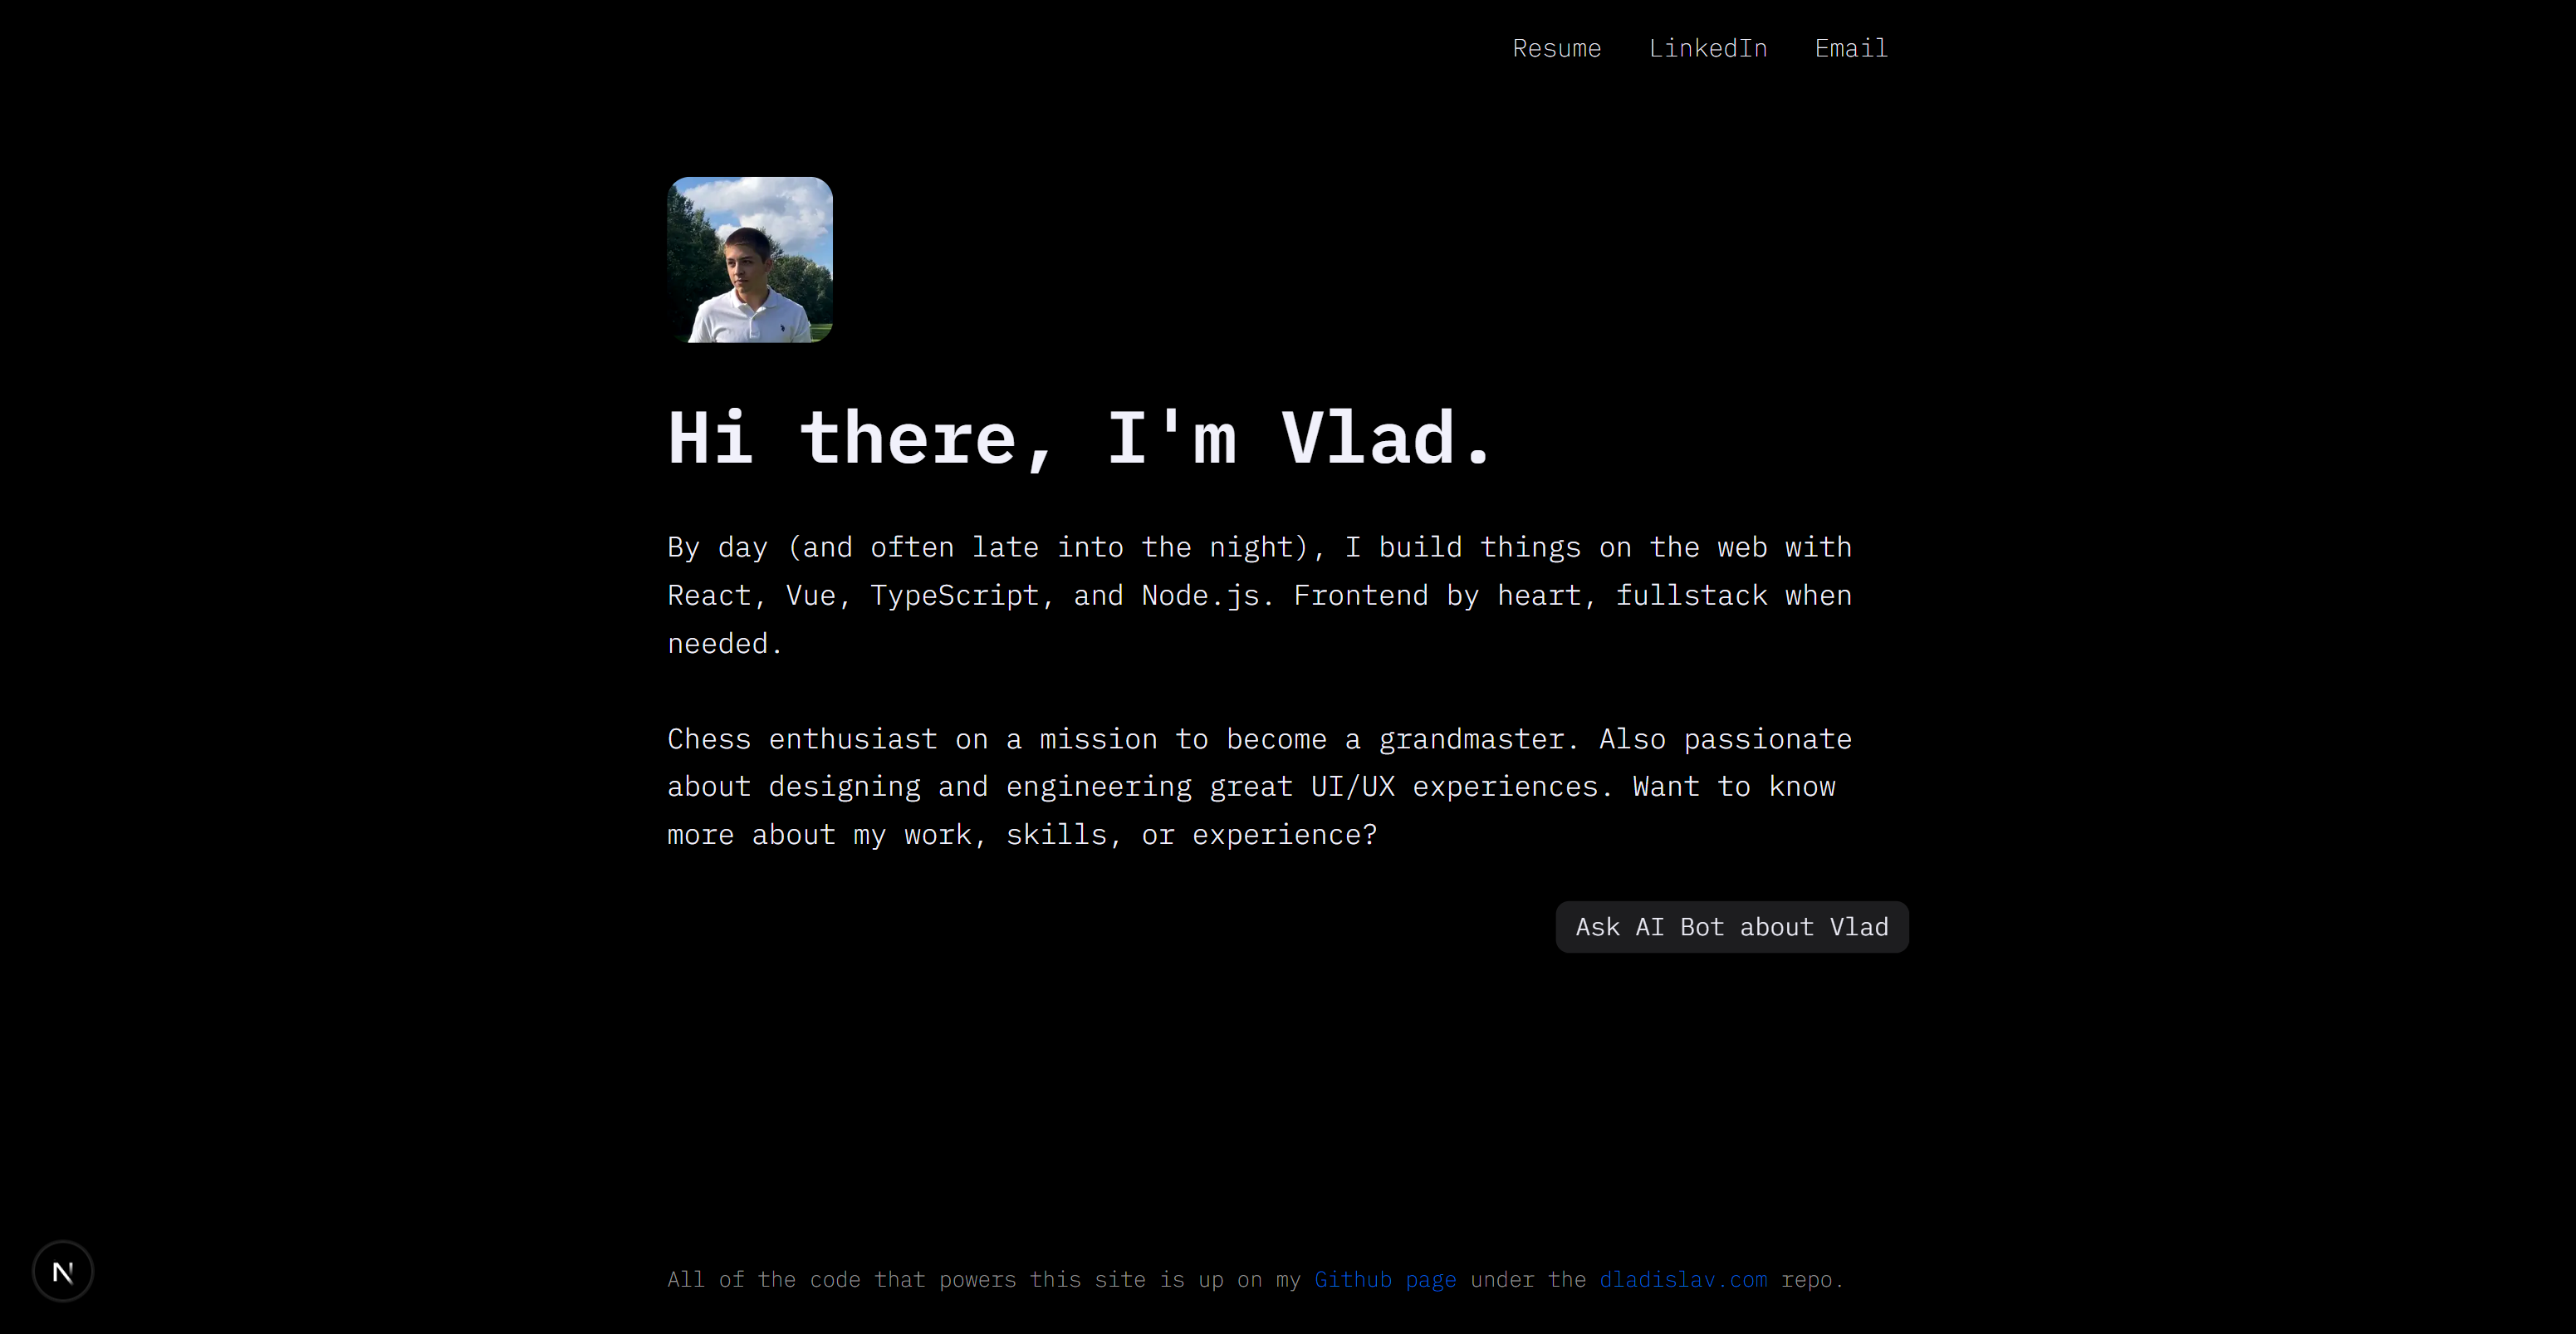 Resume LinkedIn Email
Hi there, I'm Vlad.
By day (and often late into the night), I build things on the web with
React, Vue, TypeScript, and Node.js. Frontend by heart, fullstack when
needed.
Chess enthusiast on a mission to become a grandmaster. Also passionate
about designing and engineering great UI/UX experiences. Want to know
more about my work, skills, or experience?
Ask AI Bot about Vlad
N
All of the code that powers this site is up on my Github page under the dladislav.com repo.